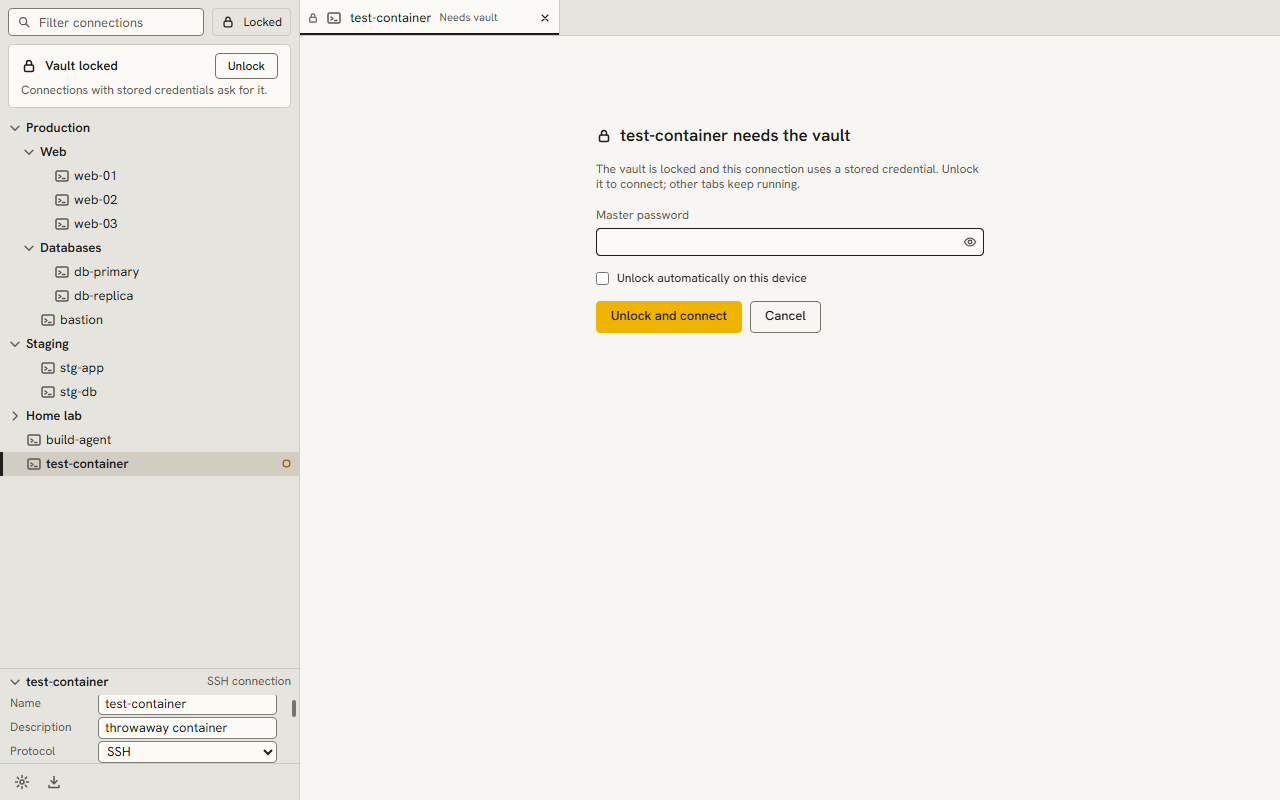 Filter connections
Locked
Vault locked
Unlock
Connections with stored credentials ask for it.
Production
Web
web-01
web-02
web-03
Databases
db-primary
db-replica
bastion
Staging
stg-app
stg-db
Home lab
build-agent
test-container
test-container
SSH connection
Name
test-container
Description
throwaway container
Protocol
SSH
test-container
Needs vault
test-container needs the vault
The vault is locked and this connection uses a stored credential. Unlock
it to connect; other tabs keep running.
Master password
Unlock automatically on this device
Unlock and connect
Cancel